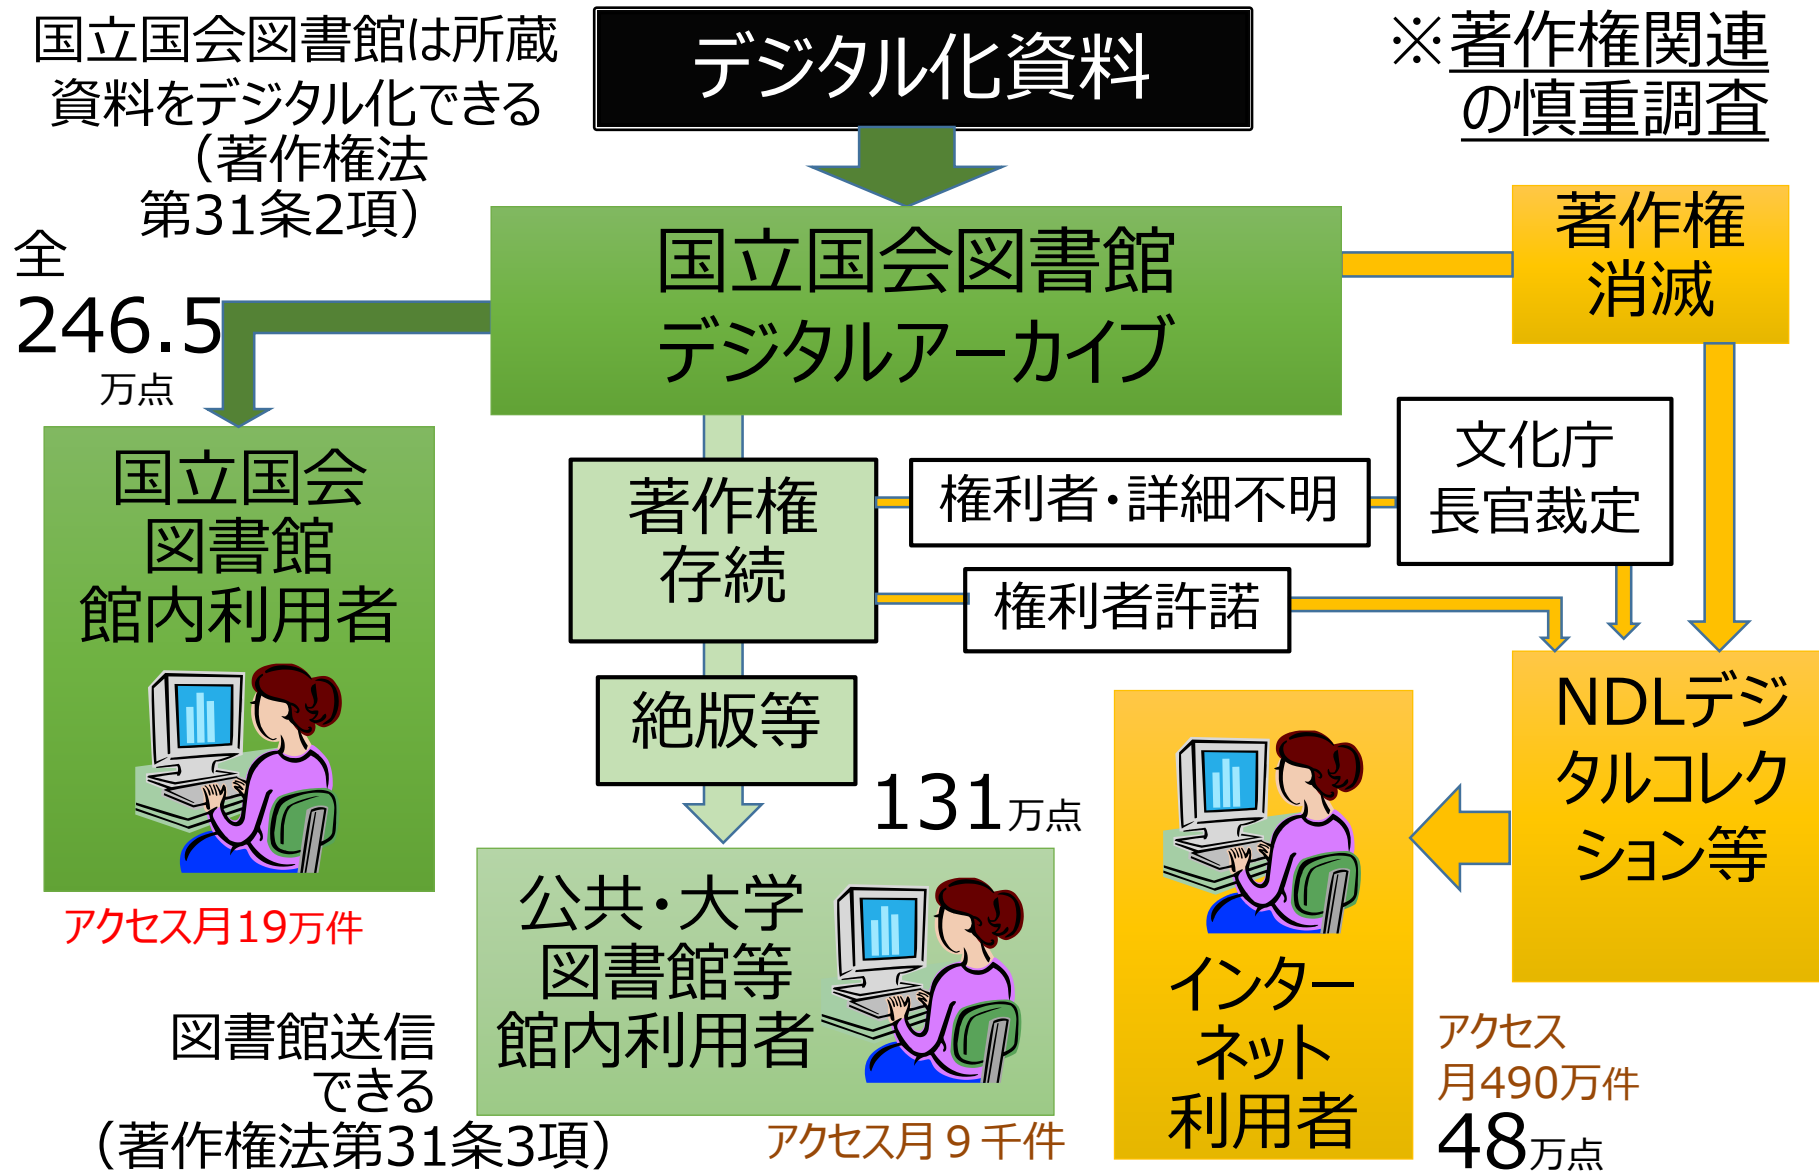 国立国会図書館は所蔵
資料をデジタル化できる
（著作権法
第31条2項）
デジタル化資料
※著作権関連
の慎重調査
全
246.5
万点
国立国会図書館
デジタルアーカイブ
著作権
消滅
国立国会
図書館
館内利用者
アクセス月19万件
著作権
存続
権利者・詳細不明
文化庁
長官裁定
権利者許諾
絶版等
131万点
公共・大学
図書館等
館内利用者
アクセス月９千件
図書館送信
できる
（著作権法第31条3項）
NDLデジ
タルコレク
ション等
インター
ネット
利用者
アクセス
月490万件
48万点